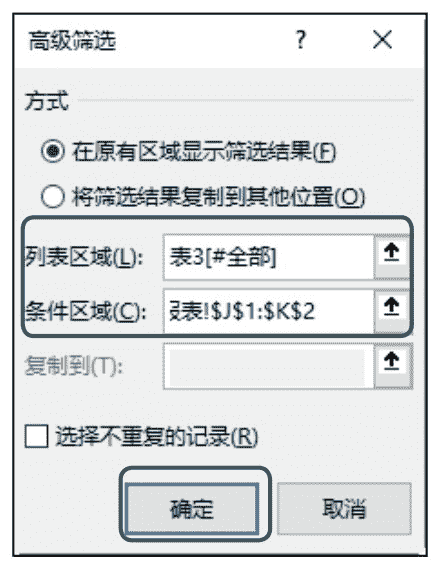 高级筛选 ? ×
方式
在原有区域显示筛选结果(F)
将筛选结果复制到其他位置(O)
列表区域(L): 表3[#全部]
条件区域(C): 表!$J$1:$K$2
复制到(T):
选择不重复的记录(R)
确定 取消